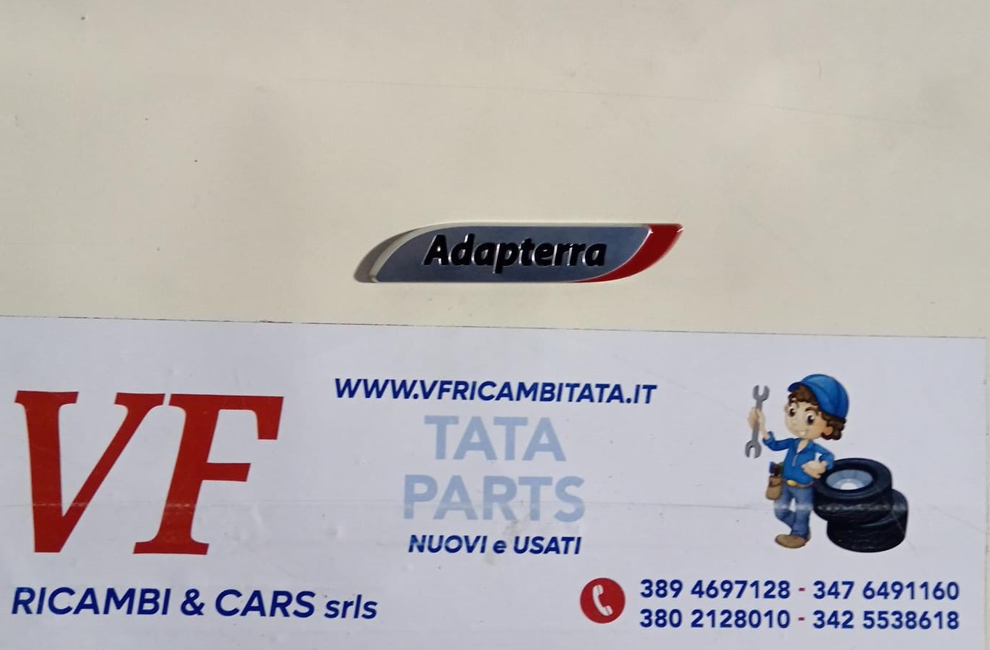 Adapterra
VF
RICAMBI & CARS srls
WWW.VFRICAMBITATA.IT
TATA
PARTS
NUOVI e USATI
389 4697128 - 347 6491160
380 2128010 - 342 5538618